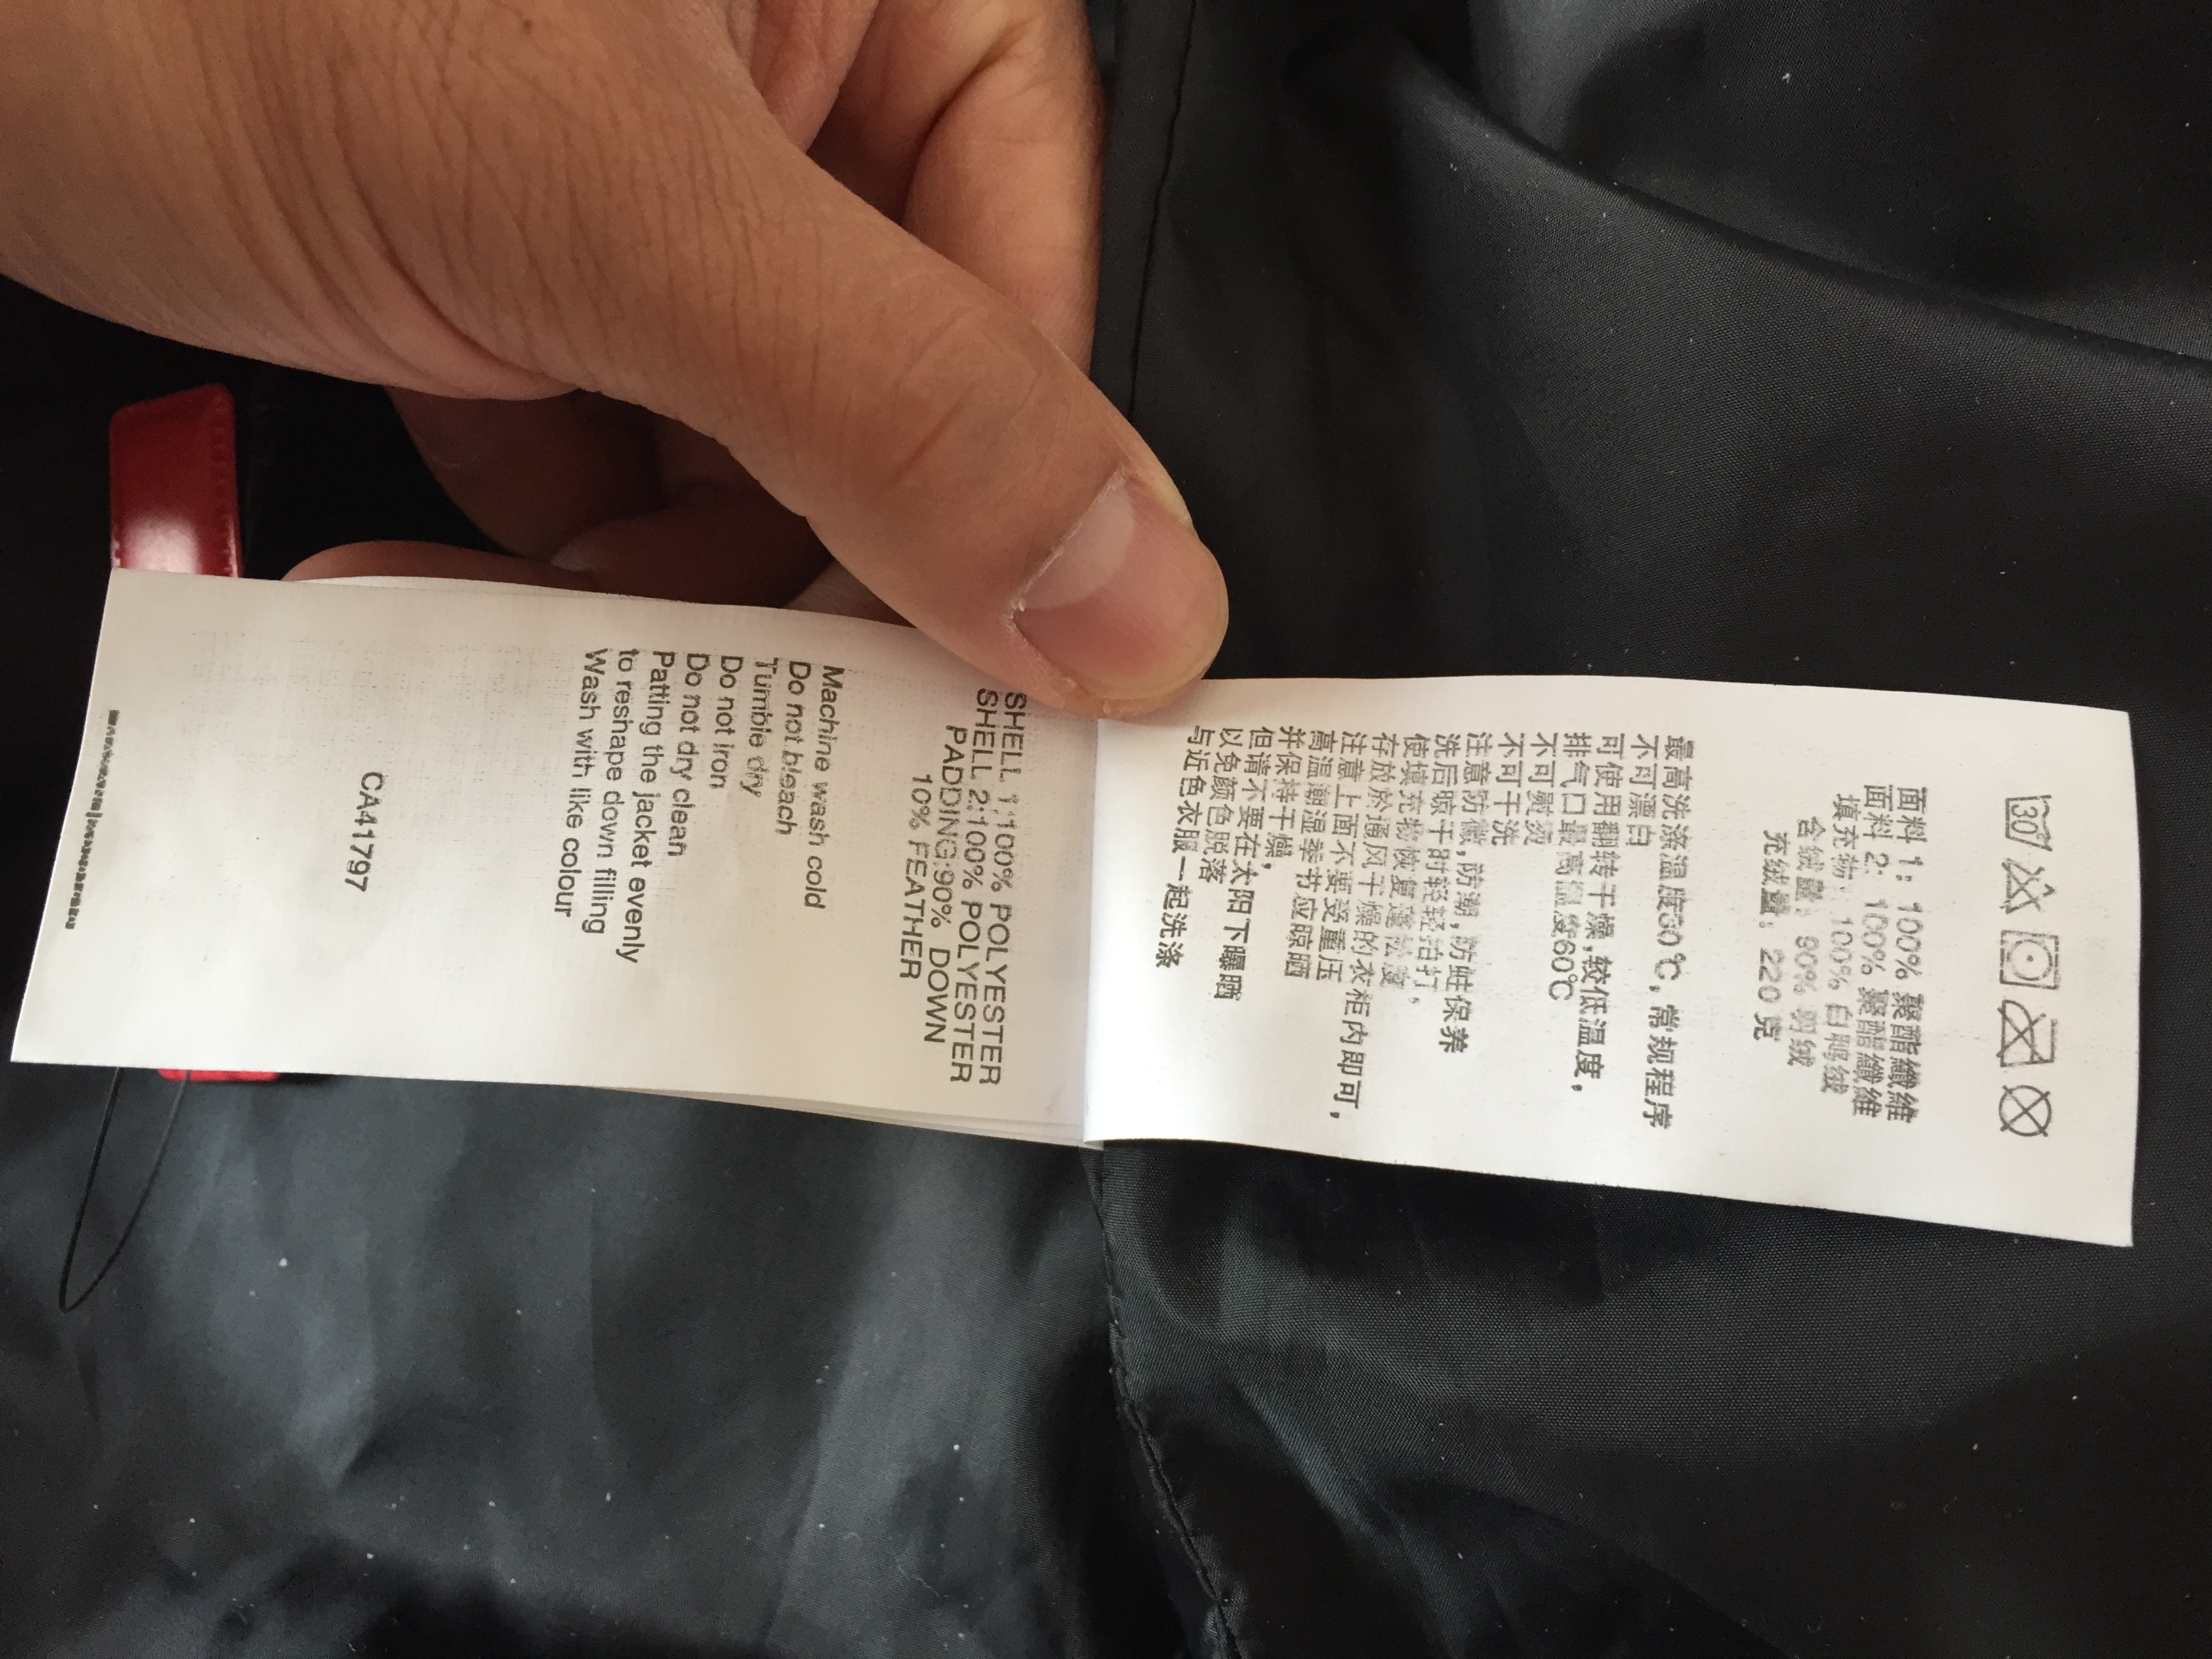 30°
面料 1: 100% 聚酯纖維
面料 2: 100% 聚酯纖維
填充物: 100% 白鸭绒
含绒量: 90% 羽绒
充绒量: 220 克
最高洗涤温度30℃, 常规程序
不可漂白
可使用翻转干燥,较低温度,
排气口最高温度60℃
不可熨烫
不可干洗
注意防微,防潮,防蛀保养
洗后晾干时轻轻拍打,
使填充物恢复蓬松度
存放於通风干燥的衣柜内即可,
注意上面不要受重压
高温潮湿季节应晾晒
并保持干燥,
但请不要在太阳下曝晒
以免颜色脱落
与近色衣服一起洗涤
SHELL 1:100% POLYESTER
SHELL 2:100% POLYESTER
PADDING:90% DOWN
10% FEATHER
Machine wash cold
Do not bleach
Tumble dry
Do not iron
Do not dry clean
Patting the jacket evenly
to reshape down filling
Wash with like colour
CA41797